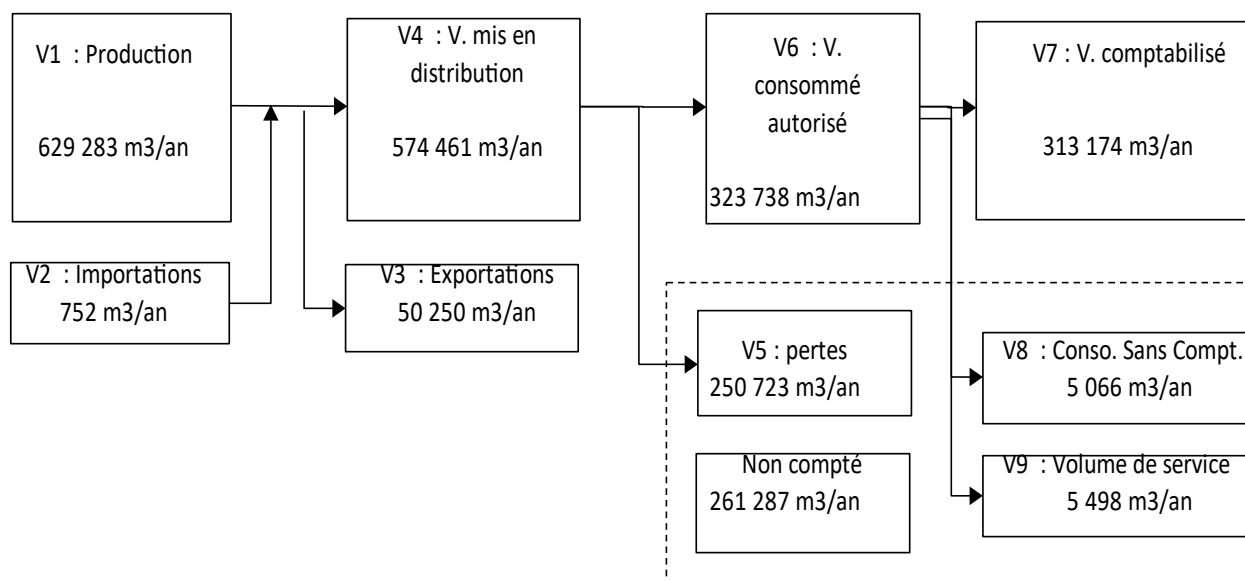 V1 : Production
629 283 m3/an
V4 : V. mis en
distribution
574 461 m3/an
V6 : V.
consommé
autorisé
323 738 m3/an
V7 : V. comptabilisé
313 174 m3/an
V2 : Importations
752 m3/an
V3 : Exportations
50 250 m3/an
V5 : pertes
250 723 m3/an
V8 : Conso. Sans Compt.
5 066 m3/an
Non compté
261 287 m3/an
V9 : Volume de service
5 498 m3/an